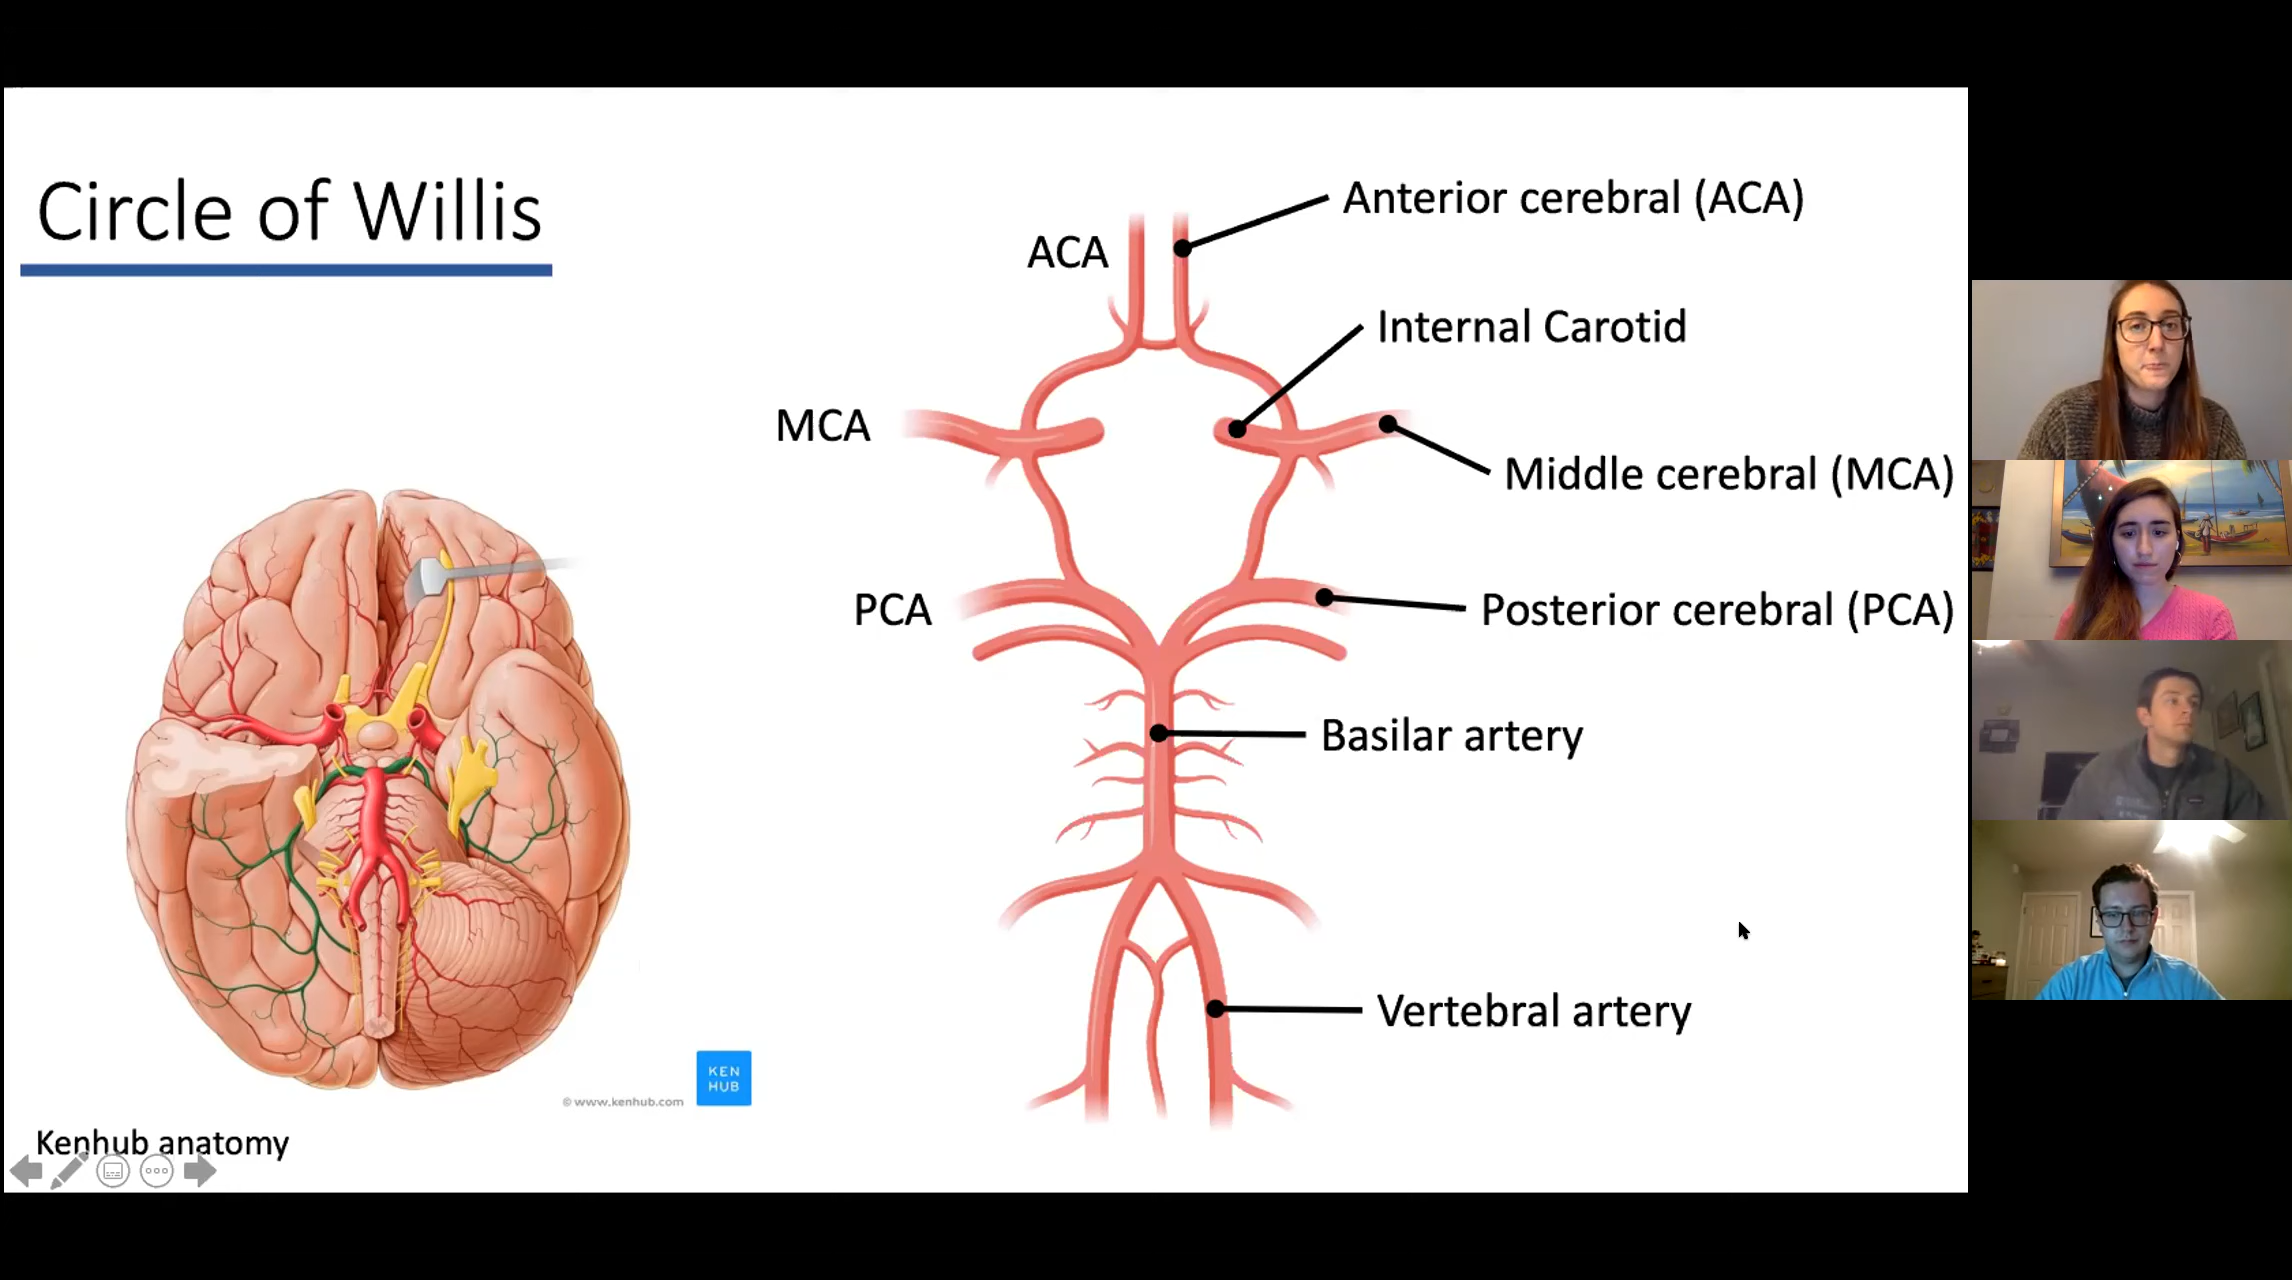 Circle of Willis
Anterior cerebral (ACA)
ACA
Internal Carotid
MCA
Middle cerebral (MCA)
PCA
Posterior cerebral (PCA)
Basilar artery
Vertebral artery
KEN
HUB
© www.kenhub.com
Kenhub anatomy